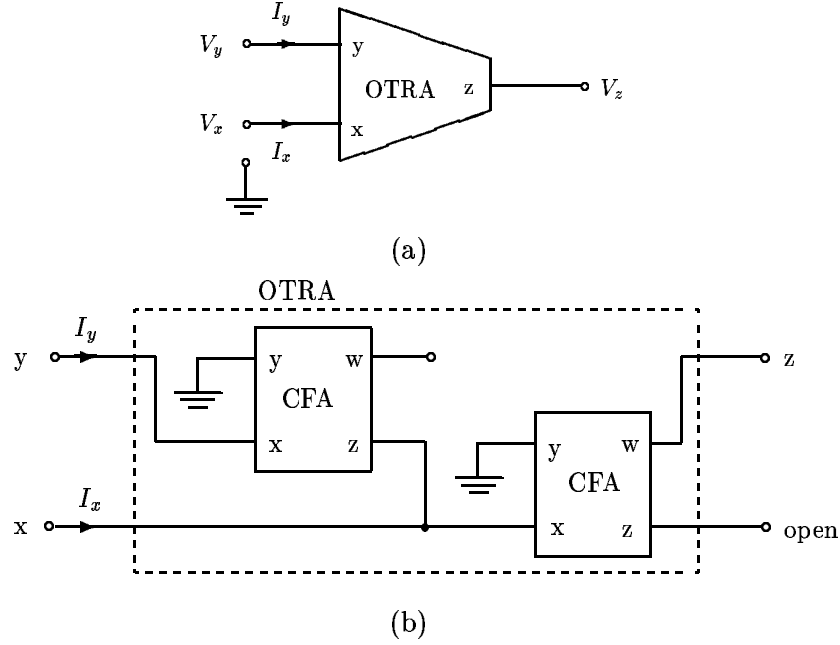 I_y
V_y y
OTRA z V_z
V_x x
I_x
(a)
OTRA
I_y
y y w z
CFA
x z y w
I_x CFA
x x z open
(b)